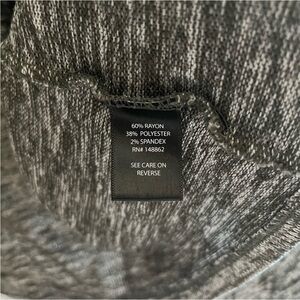 60% RAYON
38% POLYESTER
2% SPANDEX
RN# 148862
SEE CARE ON
REVERSE